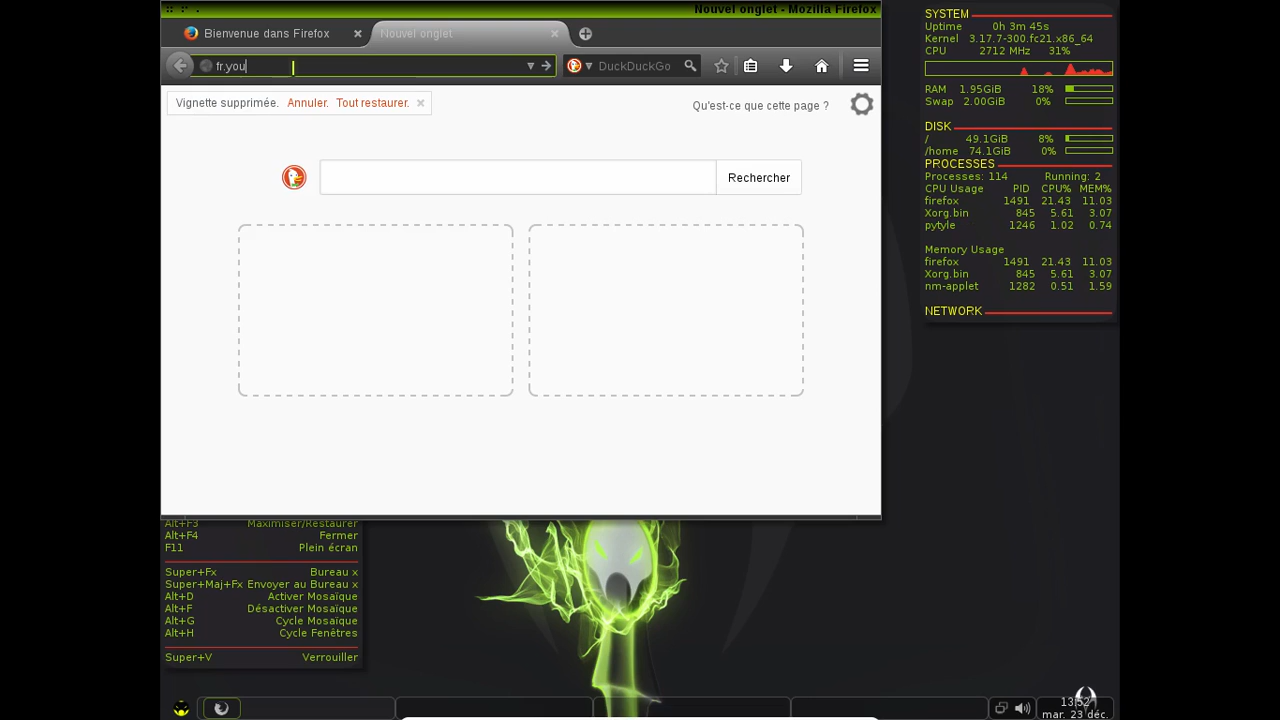 Nouvel onglet - Mozilla Firefox
Bienvenue dans Firefox
Nouvel onglet
fr.you
DuckDuckGo
Vignette supprimée. Annuler. Tout restaurer.
Qu'est-ce que cette page ?
Rechercher
SYSTEM
Uptime 0h 3m 45s
Kernel 3.17.7-300.fc21.x86_64
CPU 2712 MHz 31%
RAM 1.95GiB 18%
Swap 2.00GiB 0%
DISK
/ 49.1GiB 8%
/home 74.1GiB 0%
PROCESSES
Processes: 114 Running: 2
CPU Usage PID CPU% MEM%
firefox 1491 21.43 11.03
Xorg.bin 845 5.61 3.07
pytyle 1246 1.02 0.74
Memory Usage
firefox 1491 21.43 11.03
Xorg.bin 845 5.61 3.07
nm-applet 1282 0.51 1.59
NETWORK
Alt+F3 Maximiser/Restaurer
Alt+F4 Fermer
F11 Plein écran
Super+Fx Bureau x
Super+Maj+Fx Envoyer au Bureau x
Alt+D Activer Mosaïque
Alt+F Désactiver Mosaïque
Alt+G Cycle Mosaïque
Alt+H Cycle Fenêtres
Super+V Verrouiller
13:52
mar. 23 déc.